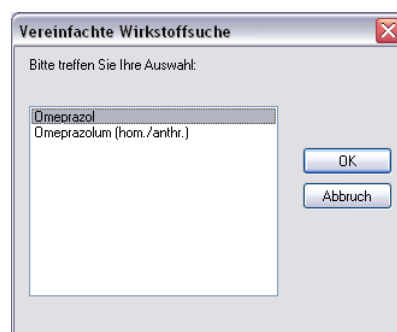 Vereinfachte Wirkstoffsuche
Bitte treffen Sie Ihre Auswahl:
Omeprazol
Omeprazolum (hom./anthr.)
OK
Abbruch